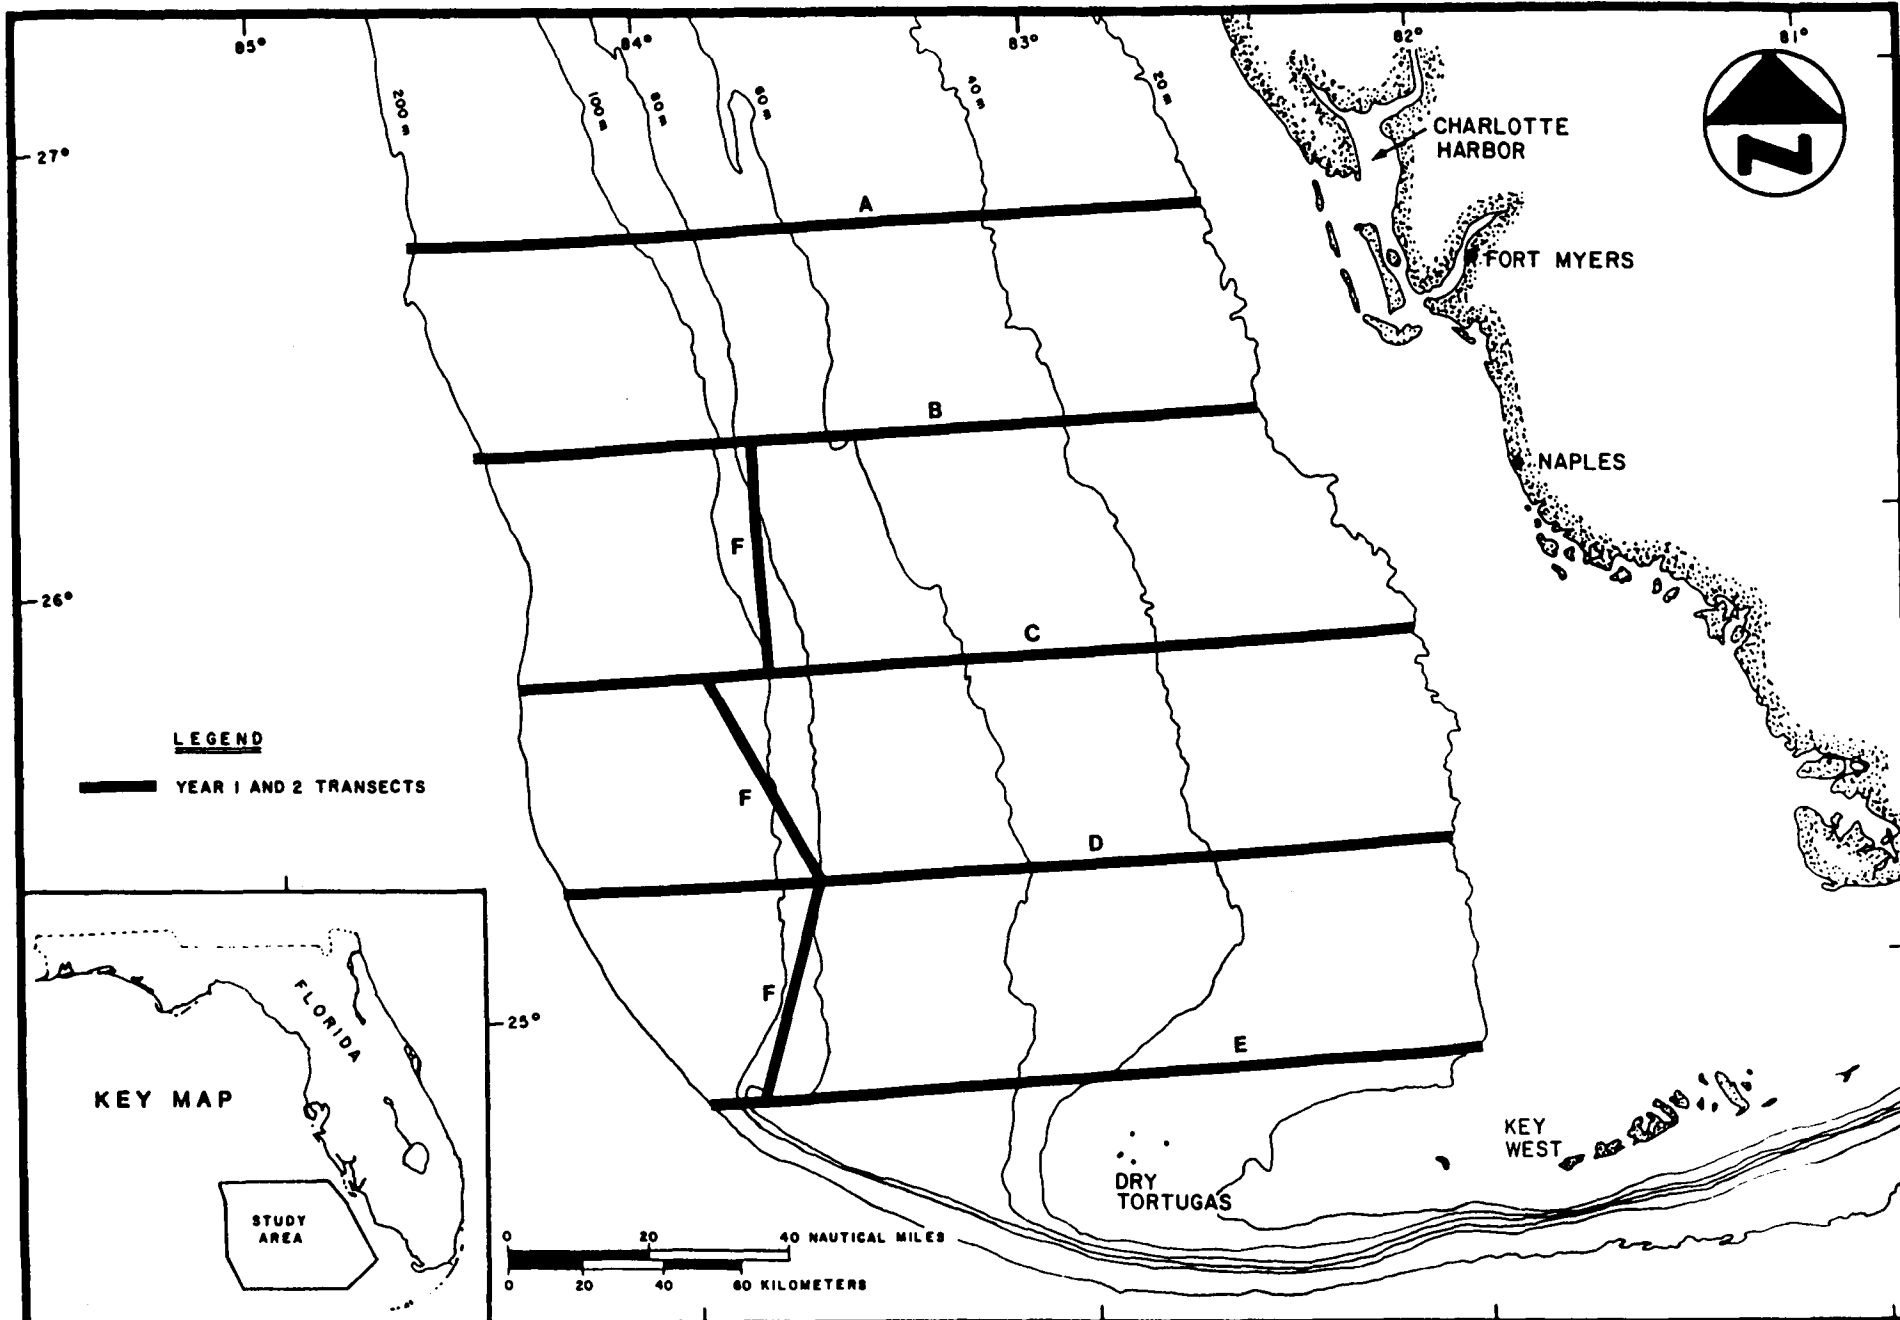 85°
84°
83°
82°
81°
200 m
100 m
80 m
60 m
40 m
20 m
27°
CHARLOTTE
HARBOR
N
A
FORT MYERS
B
NAPLES
F
26°
C
LEGEND
YEAR 1 AND 2 TRANSECTS
F
D
F
25°
E
FLORIDA
KEY MAP
STUDY
AREA
KEY
WEST
DRY
TORTUGAS
0 20 40 NAUTICAL MILES
0 20 40 60 KILOMETERS